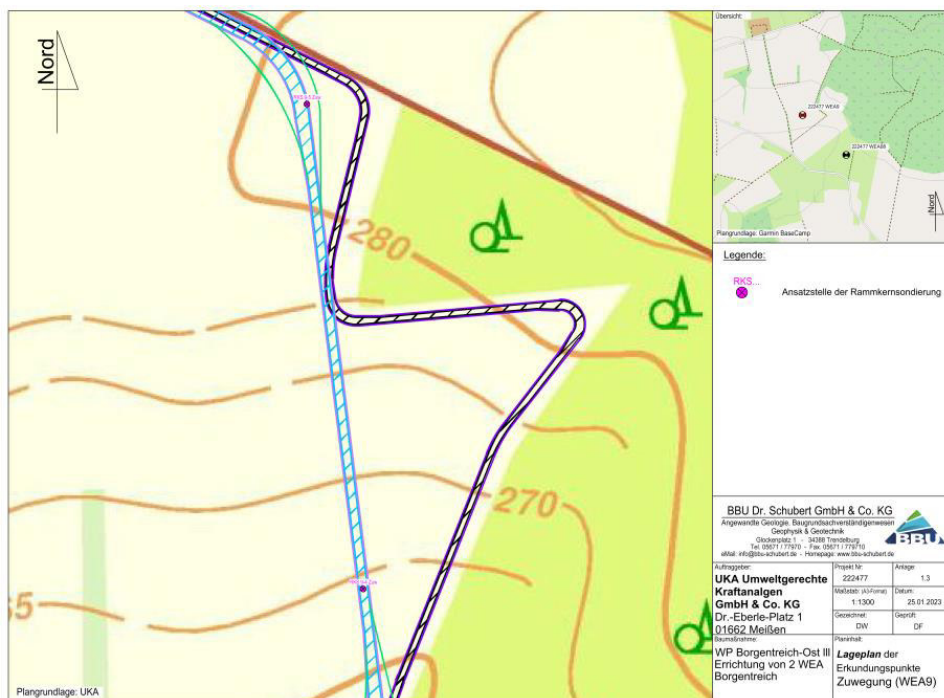 Nord
280
270
65
Plangrundlage: UKA
Übersicht:
222477 WEA9
222477 WEA08
Nord
Plangrundlage: Garmin BaseCamp
Legende:
RKS...
Ansatzstelle der Rammkernsondierung
BBU Dr. Schubert GmbH & Co. KG
Angewandte Geologie, Baugrundsachverständigenwesen
Geophysik & Geotechnik
Glockenplatz 1 - 34388 Trendelburg
Tel. 05671 / 77970 - Fax. 05671 / 779710
eMail: info@bbu-schubert.de - Homepage: www.bbu-schubert.de
BBU
Auftraggeber:
UKA Umweltgerechte
Kraftanalgen
GmbH & Co. KG
Dr.-Eberle-Platz 1
01662 Meißen
Projekt Nr:
222477
Anlage:
1.3
Maßstab: (A3-Format)
1:1300
Datum:
25.01.2023
Gezeichnet:
DW
Geprüft:
DF
Baumaßnahme:
WP Borgentreich-Ost III
Errichtung von 2 WEA
Borgentreich
Planinhalt:
Lageplan der
Erkundungspunkte
Zuwegung (WEA9)